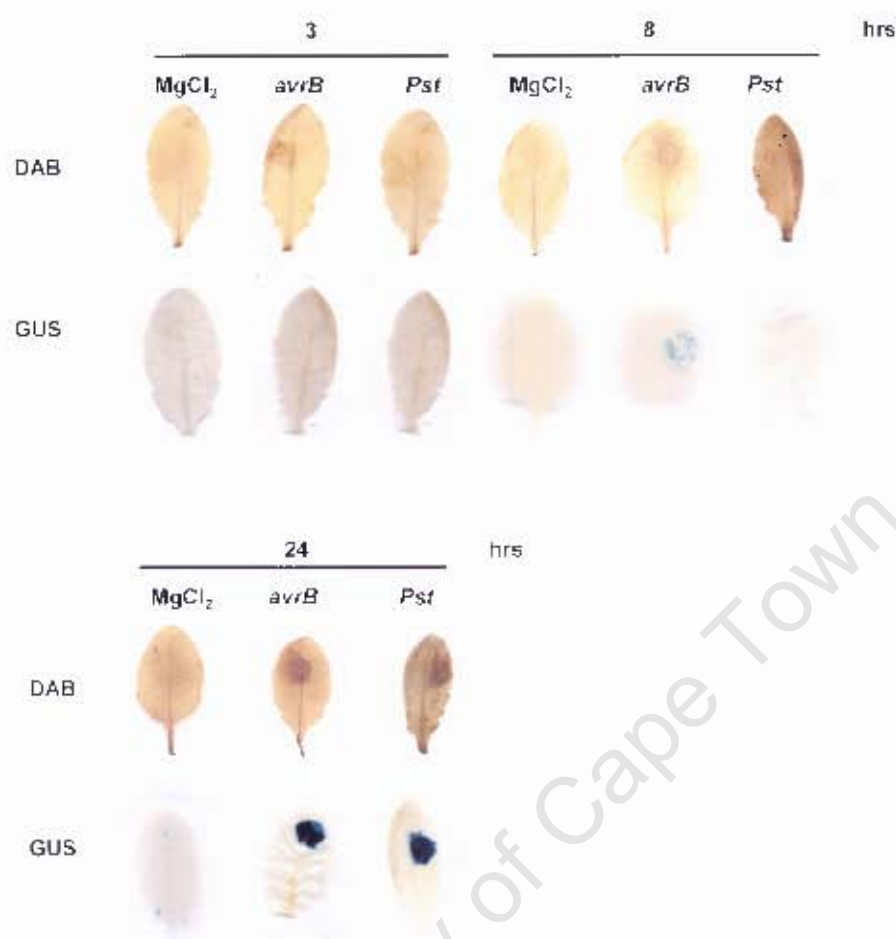 3 8 hrs
MgCl₂ avrB Pst MgCl₂ avrB Pst
DAB
GUS
24 hrs
MgCl₂ avrB Pst
DAB
GUS
y of Cape Town